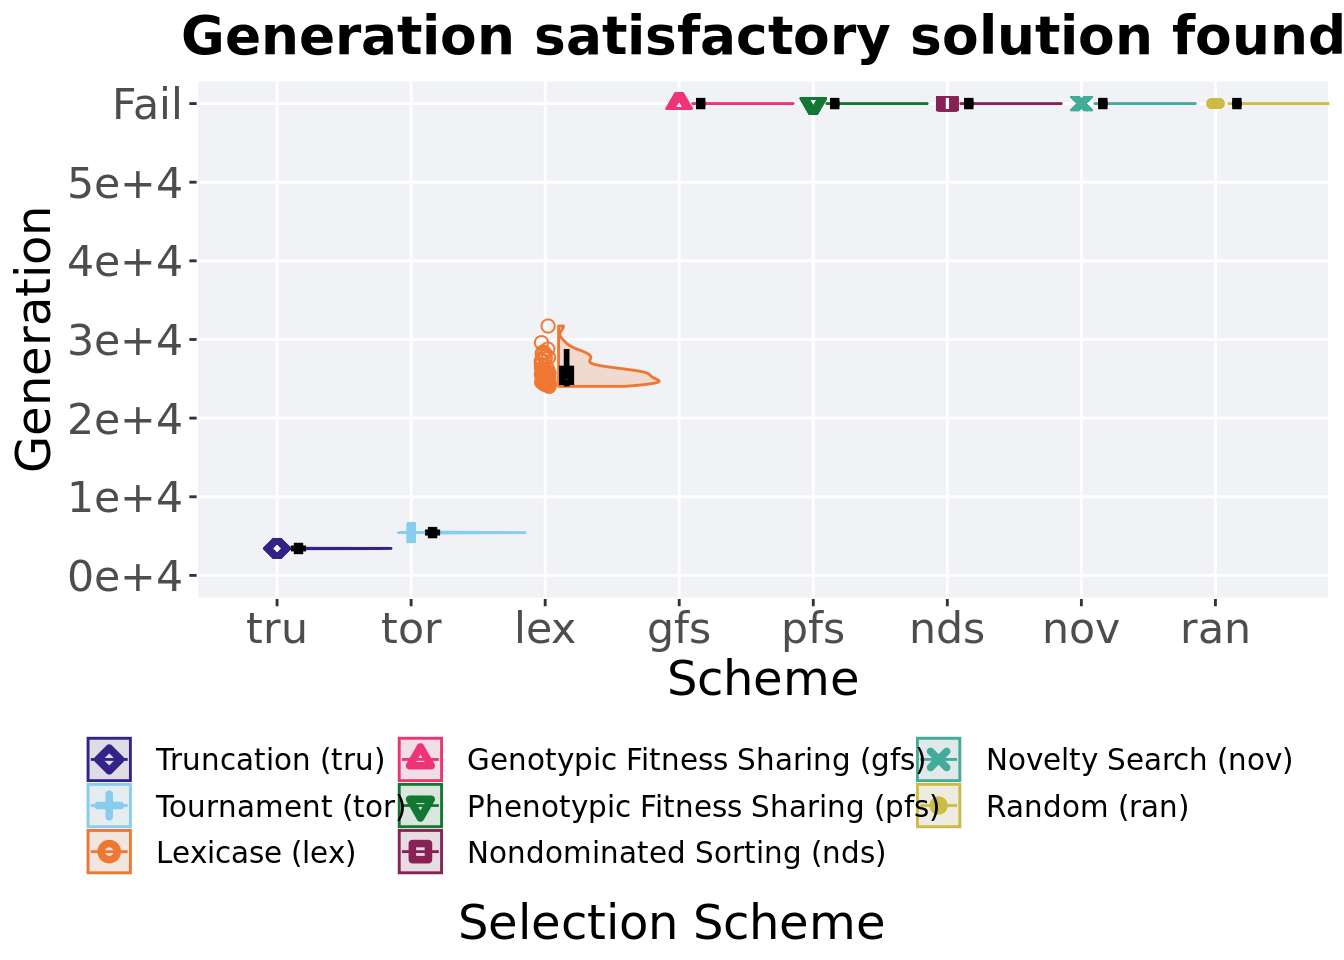 Generation satisfactory solution found
Fail
5e+4
4e+4
3e+4
2e+4
1e+4
0e+4
Generation
tru tor lex gfs pfs nds nov ran
Scheme
Truncation (tru) Genotypic Fitness Sharing (gfs) Novelty Search (nov)
Tournament (tor) Phenotypic Fitness Sharing (pfs) Random (ran)
Lexicase (lex) Nondominated Sorting (nds)
Selection Scheme